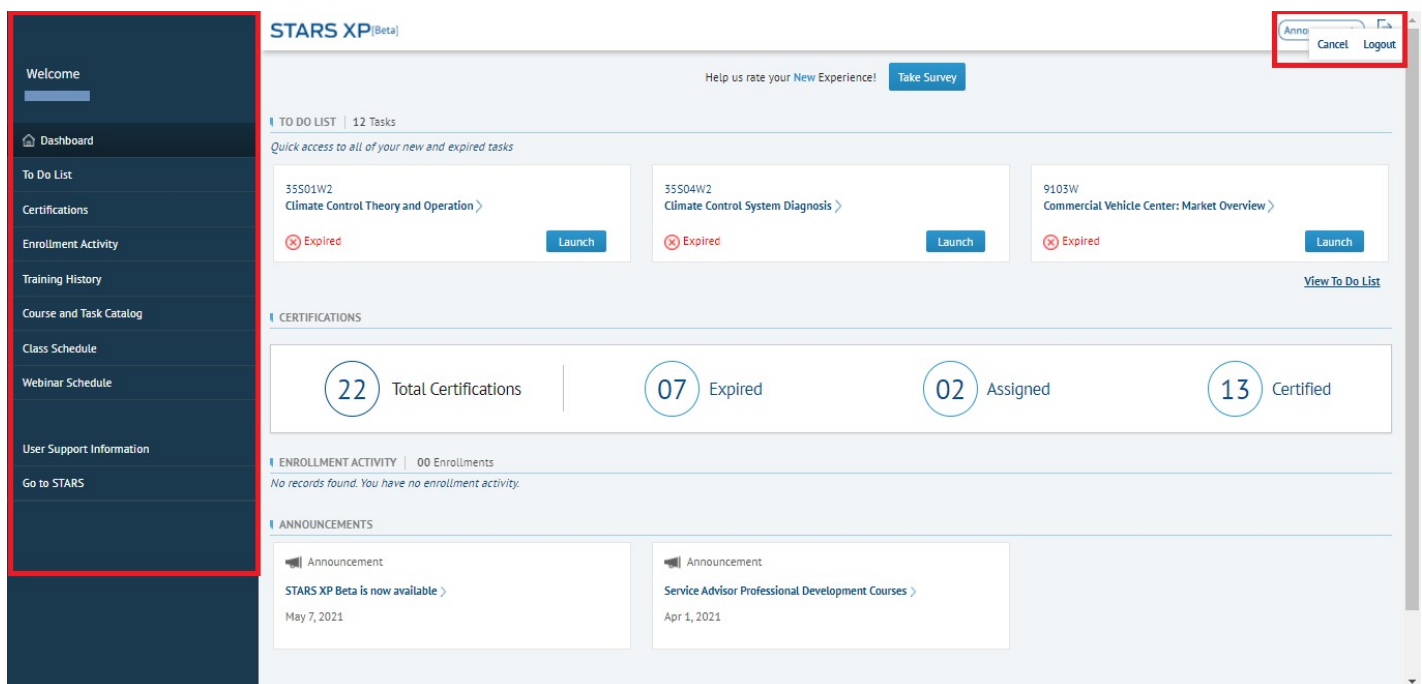 STARS XP[Beta]
Anno
Cancel Logout
Welcome
Help us rate your New Experience! Take Survey
Dashboard
To Do List
Certifications
Enrollment Activity
Training History
Course and Task Catalog
Class Schedule
Webinar Schedule
User Support Information
Go to STARS
TO DO LIST | 12 Tasks
Quick access to all of your new and expired tasks
35S01W2
Climate Control Theory and Operation >
Expired Launch
35S04W2
Climate Control System Diagnosis >
Expired Launch
9103W
Commercial Vehicle Center: Market Overview >
Expired Launch
View To Do List
CERTIFICATIONS
22 Total Certifications
07 Expired
02 Assigned
13 Certified
ENROLLMENT ACTIVITY | 00 Enrollments
No records found. You have no enrollment activity.
ANNOUNCEMENTS
Announcement
STARS XP Beta is now available >
May 7, 2021
Announcement
Service Advisor Professional Development Courses >
Apr 1, 2021